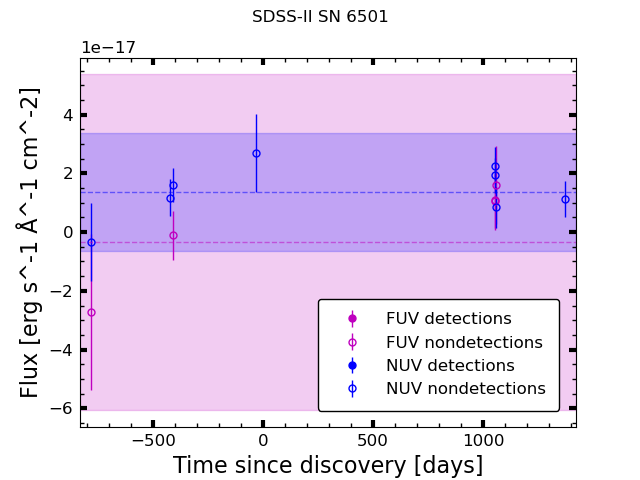 SDSS-II SN 6501
1e−17
Flux [erg s^-1 Å^-1 cm^-2]
4
2
0
−2
−4
−6
FUV detections
FUV nondetections
NUV detections
NUV nondetections
−500
0
500
1000
Time since discovery [days]